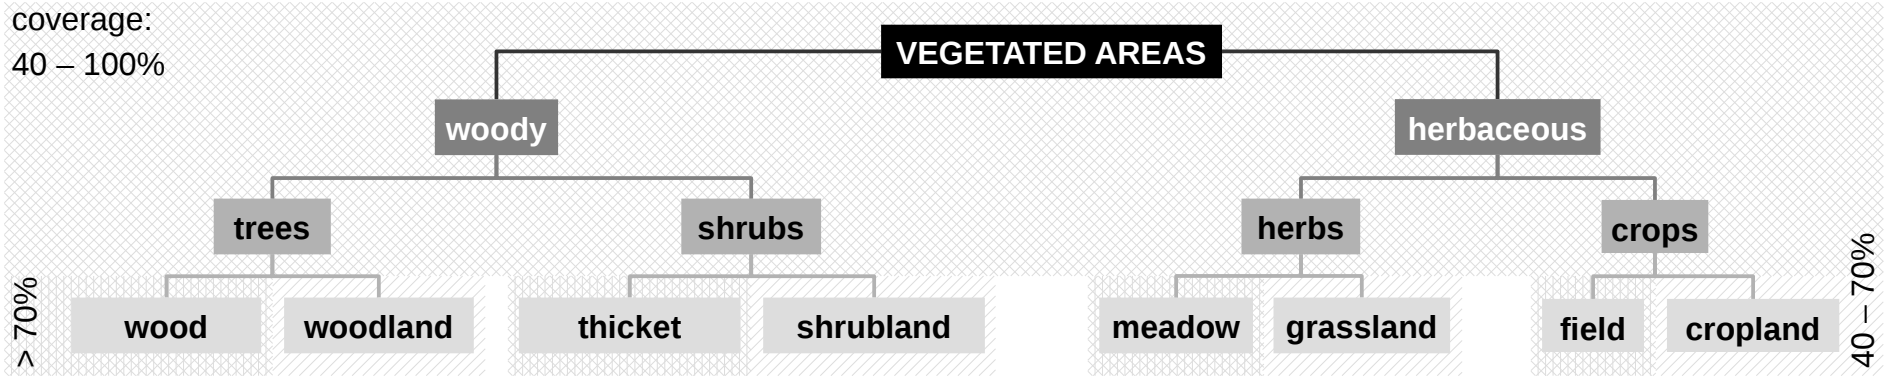 coverage:
40 – 100%
VEGETATED AREAS
woody
herbaceous
trees
shrubs
herbs
crops
> 70%
wood
woodland
thicket
shrubland
meadow
grassland
field
cropland
40 – 70%